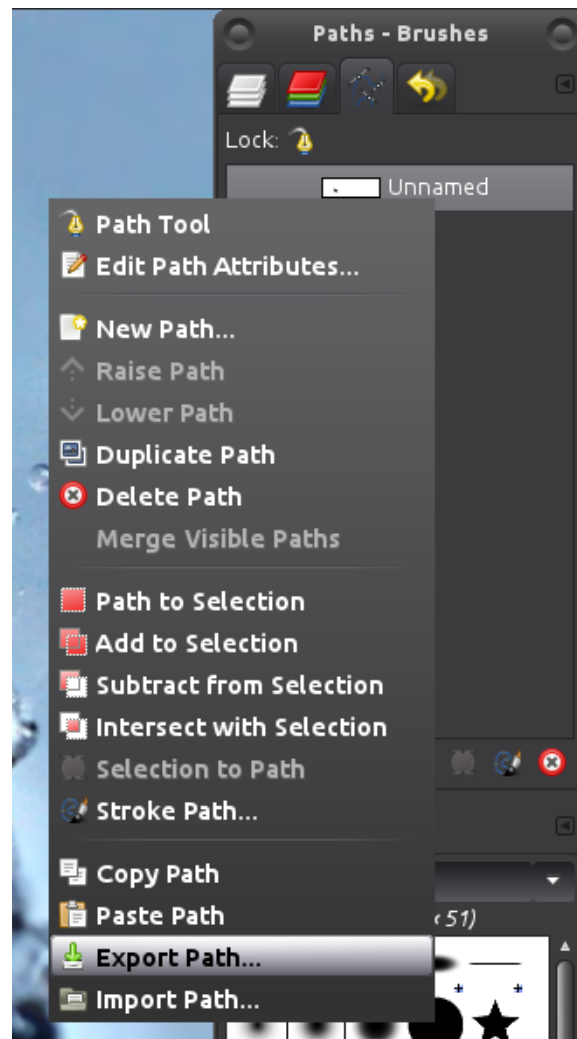 Paths - Brushes
Lock:
Unnamed
Path Tool
Edit Path Attributes...
New Path...
Raise Path
Lower Path
Duplicate Path
Delete Path
Merge Visible Paths
Path to Selection
Add to Selection
Subtract from Selection
Intersect with Selection
Selection to Path
Stroke Path...
Copy Path
Paste Path
51)
Export Path...
Import Path...